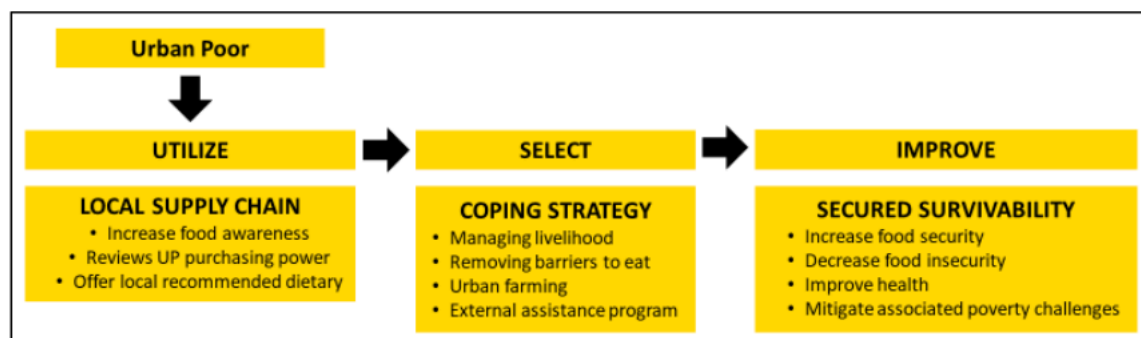 Urban Poor
UTILIZE
SELECT
IMPROVE
LOCAL SUPPLY CHAIN
• Increase food awareness
• Reviews UP purchasing power
• Offer local recommended dietary
COPING STRATEGY
• Managing livelihood
• Removing barriers to eat
• Urban farming
• External assistance program
SECURED SURVIVABILITY
• Increase food security
• Decrease food insecurity
• Improve health
• Mitigate associated poverty challenges